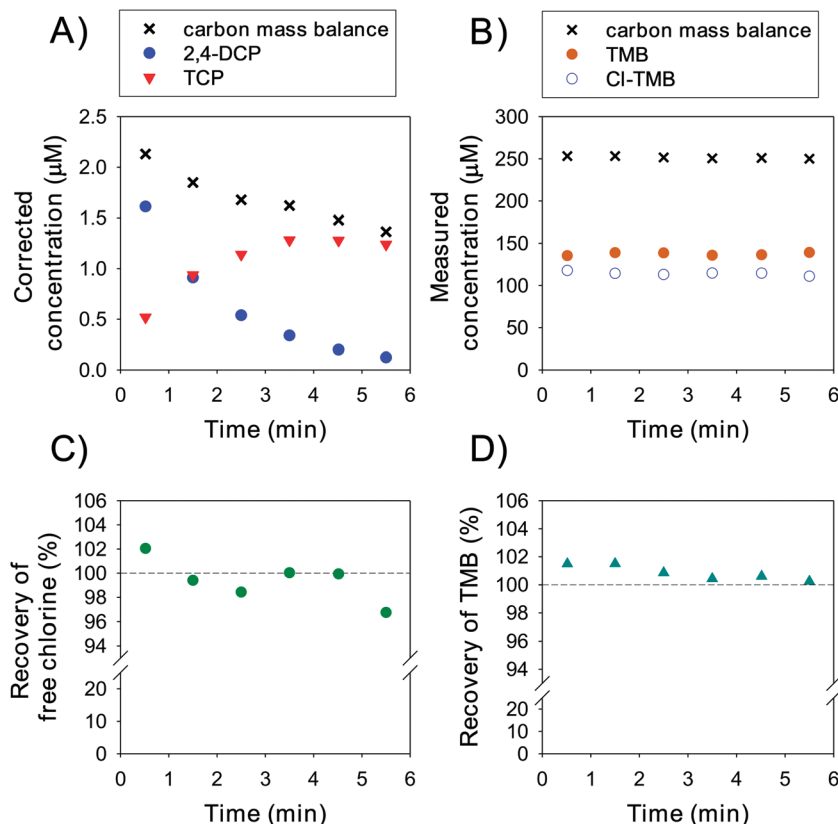 A)
× carbon mass balance
● 2,4-DCP
▼ TCP
Corrected
concentration (μM)
2.5
2.0
1.5
1.0
0.5
0.0
0 1 2 3 4 5 6
Time (min)
B)
× carbon mass balance
● TMB
○ Cl-TMB
Measured
concentration (μM)
300
250
200
150
100
50
0
0 1 2 3 4 5 6
Time (min)
C)
Recovery of
free chlorine (%)
106
104
102
100
98
96
94
20
10
0
0 1 2 3 4 5 6
Time (min)
D)
Recovery of TMB (%)
106
104
102
100
98
96
94
20
10
0
0 1 2 3 4 5 6
Time (min)